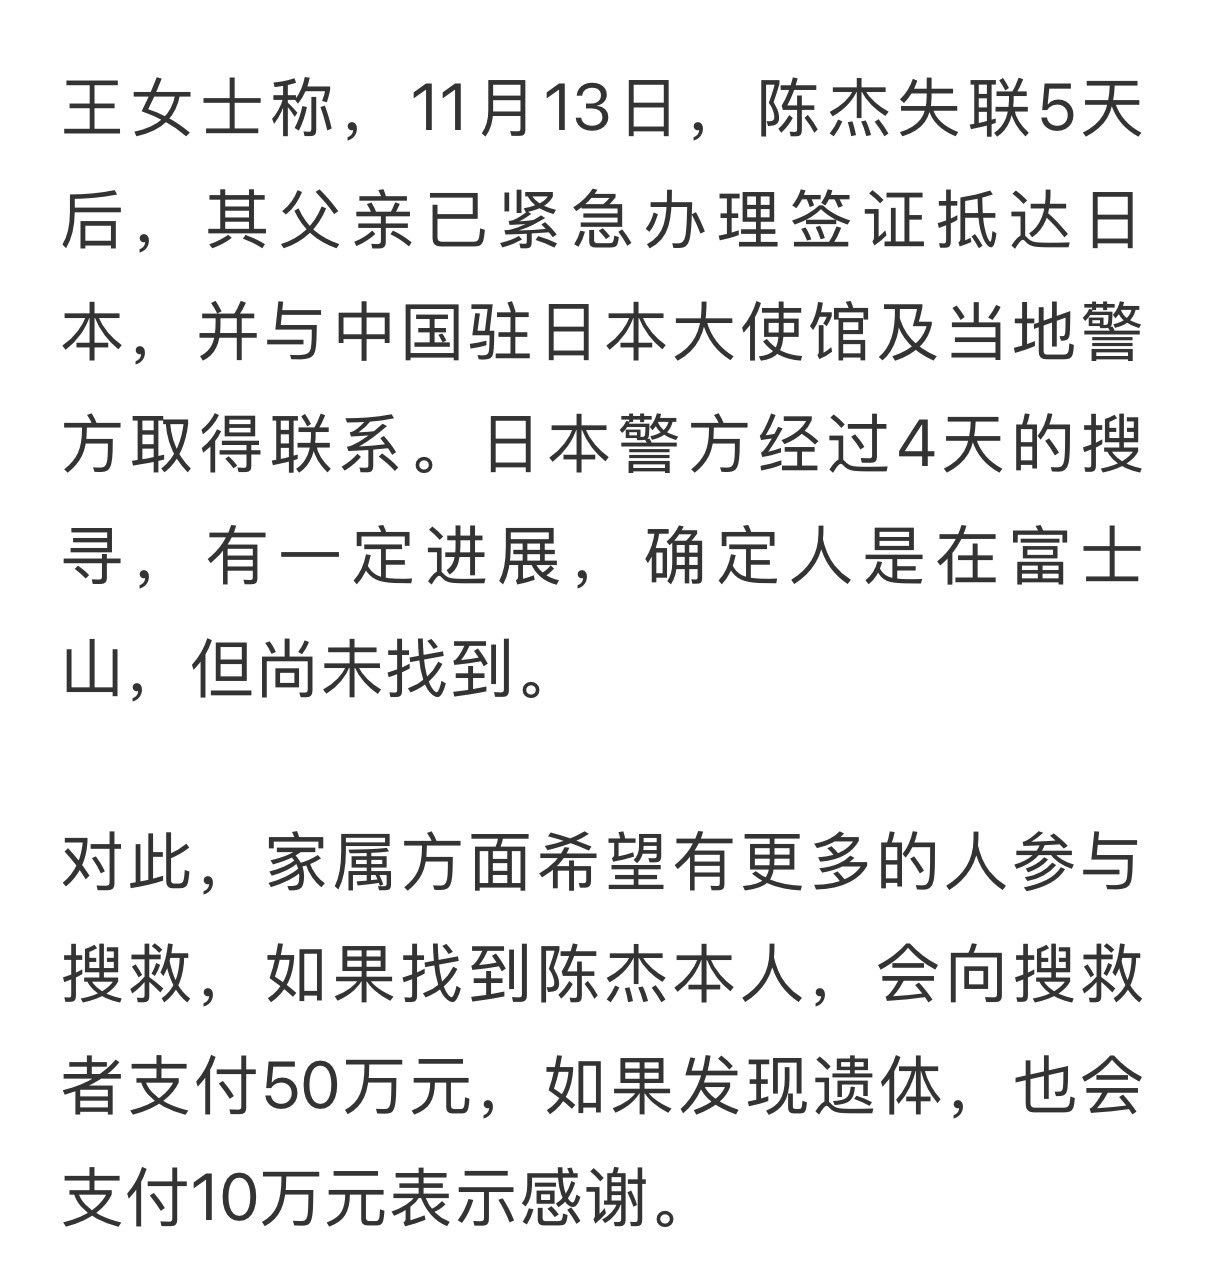 王女士称，11月13日，陈杰失联5天
后，其父亲已紧急办理签证抵达日
本，并与中国驻日本大使馆及当地警
方取得联系。日本警方经过4天的搜
寻，有一定进展，确定人是在富士
山，但尚未找到。
对此，家属方面希望有更多的人参与
搜救，如果找到陈杰本人，会向搜救
者支付50万元，如果发现遗体，也会
支付10万元表示感谢。